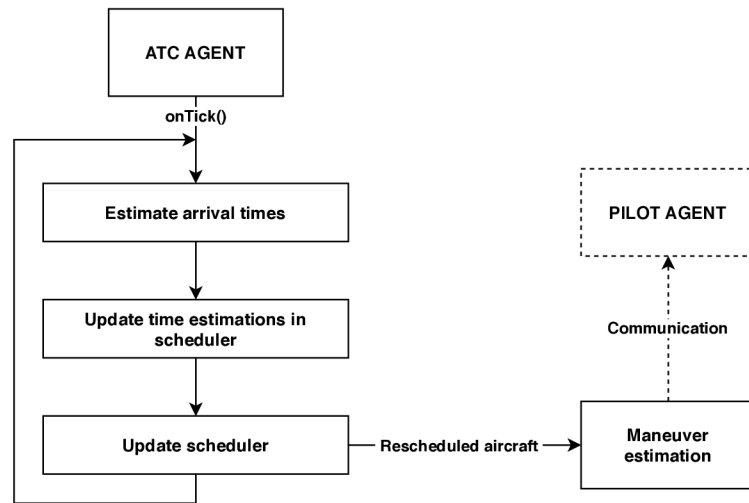 ATC AGENT
onTick()
Estimate arrival times
PILOT AGENT
Update time estimations in
scheduler
Communication
Update scheduler
Rescheduled aircraft
Maneuver
estimation